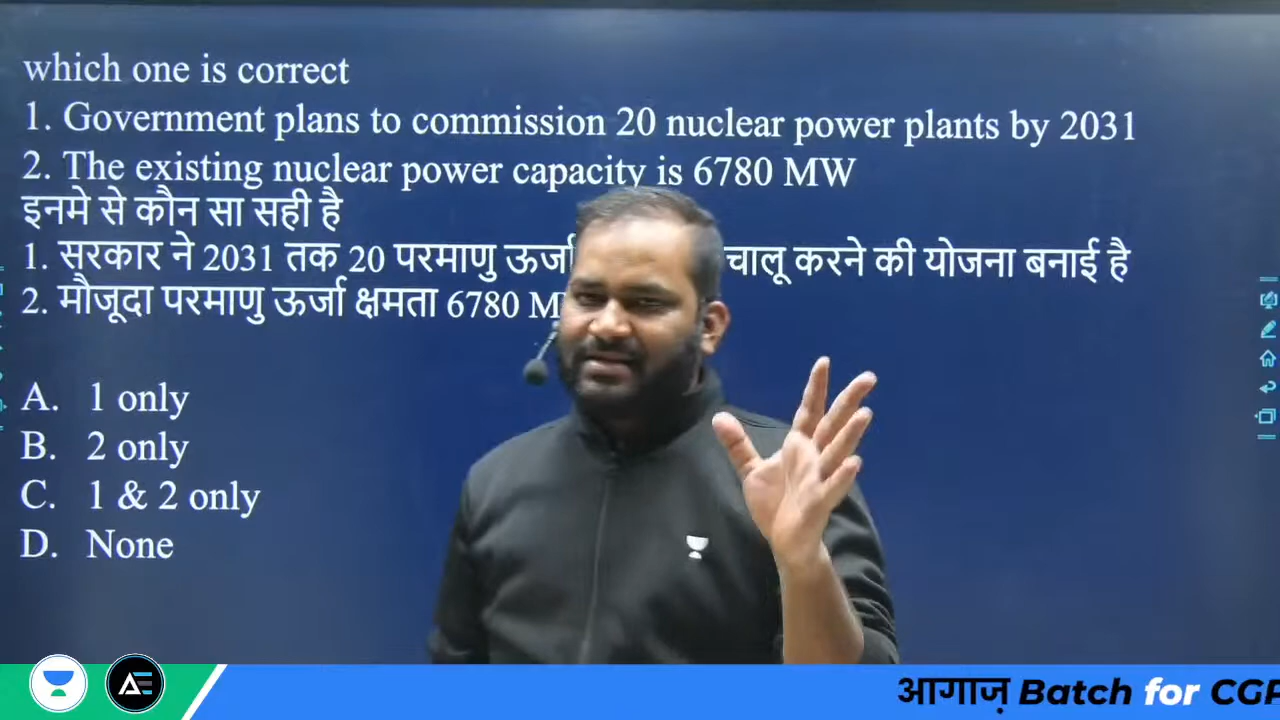 which one is correct
1. Government plans to commission 20 nuclear power plants by 2031
2. The existing nuclear power capacity is 6780 MW
इनमे से कौन सा सही है
1. सरकार ने 2031 तक 20 परमाणु ऊर्जा चालू करने की योजना बनाई है
2. मौजूदा परमाणु ऊर्जा क्षमता 6780
A. 1 only
B. 2 only
C. 1 & 2 only
D. None
आगाज़ Batch for